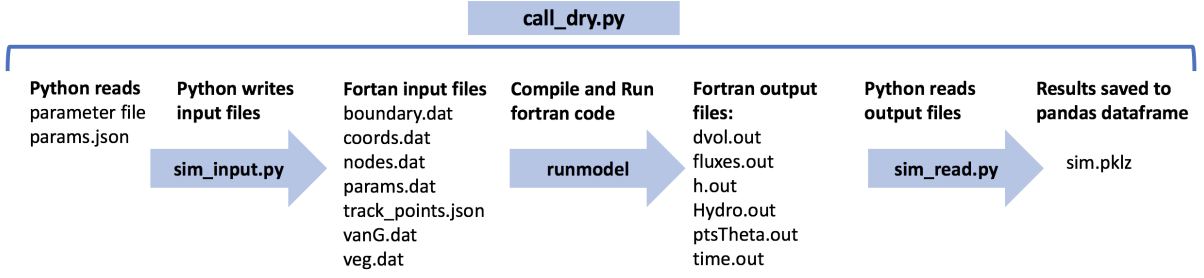 call_dry.py
Python reads
parameter file
params.json
Python writes
input files
sim_input.py
Fortan input files
boundary.dat
coords.dat
nodes.dat
params.dat
track_points.json
vanG.dat
veg.dat
Compile and Run
fortran code
runmodel
Fortran output
files:
dvol.out
fluxes.out
h.out
Hydro.out
ptsTheta.out
time.out
Python reads
output files
sim_read.py
Results saved to
pandas dataframe
sim.pklz